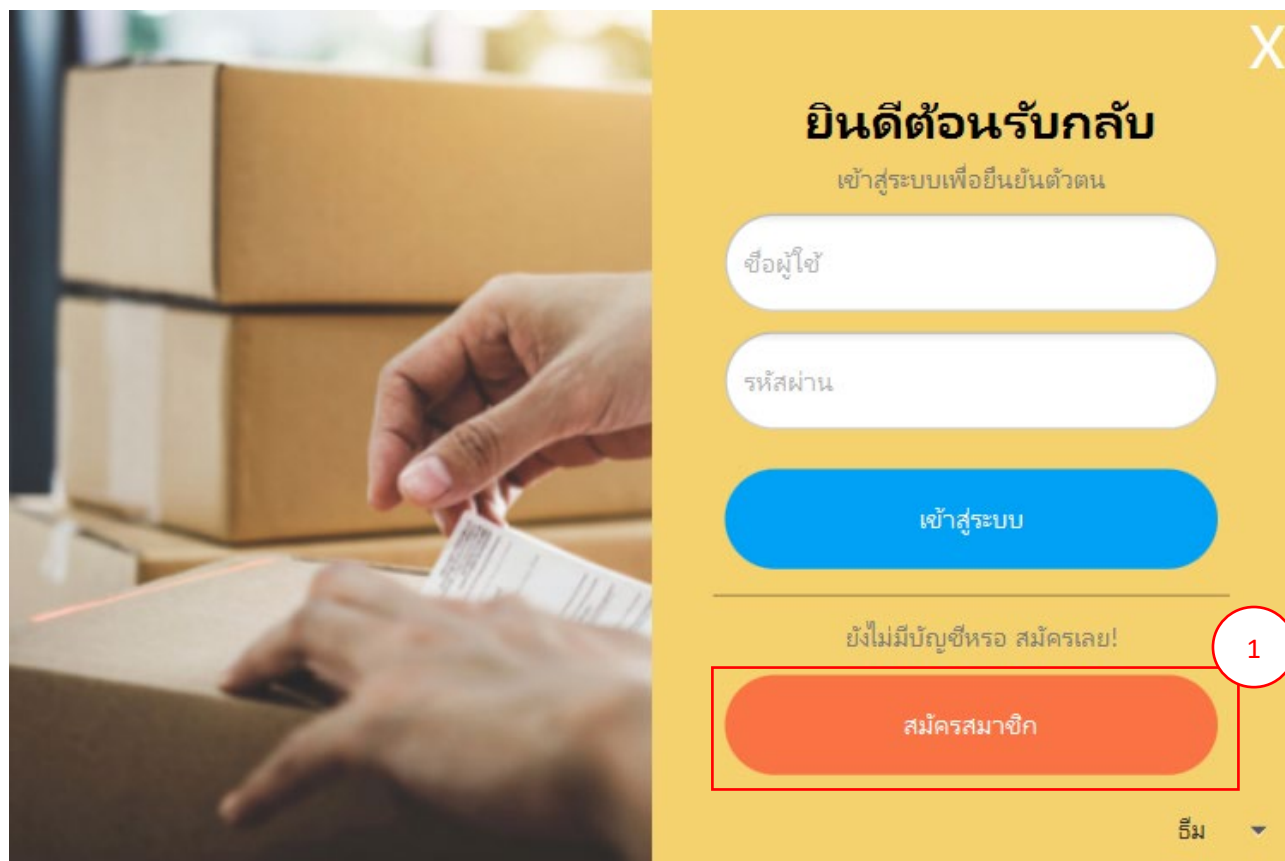 X
ยินดีต้อนรับกลับ
เข้าสู่ระบบเพื่อยืนยันตัวตน
ชื่อผู้ใช้
รหัสผ่าน
เข้าสู่ระบบ
ยังไม่มีบัญชีหรอ สมัครเลย!
1
สมัครสมาชิก
ธีม